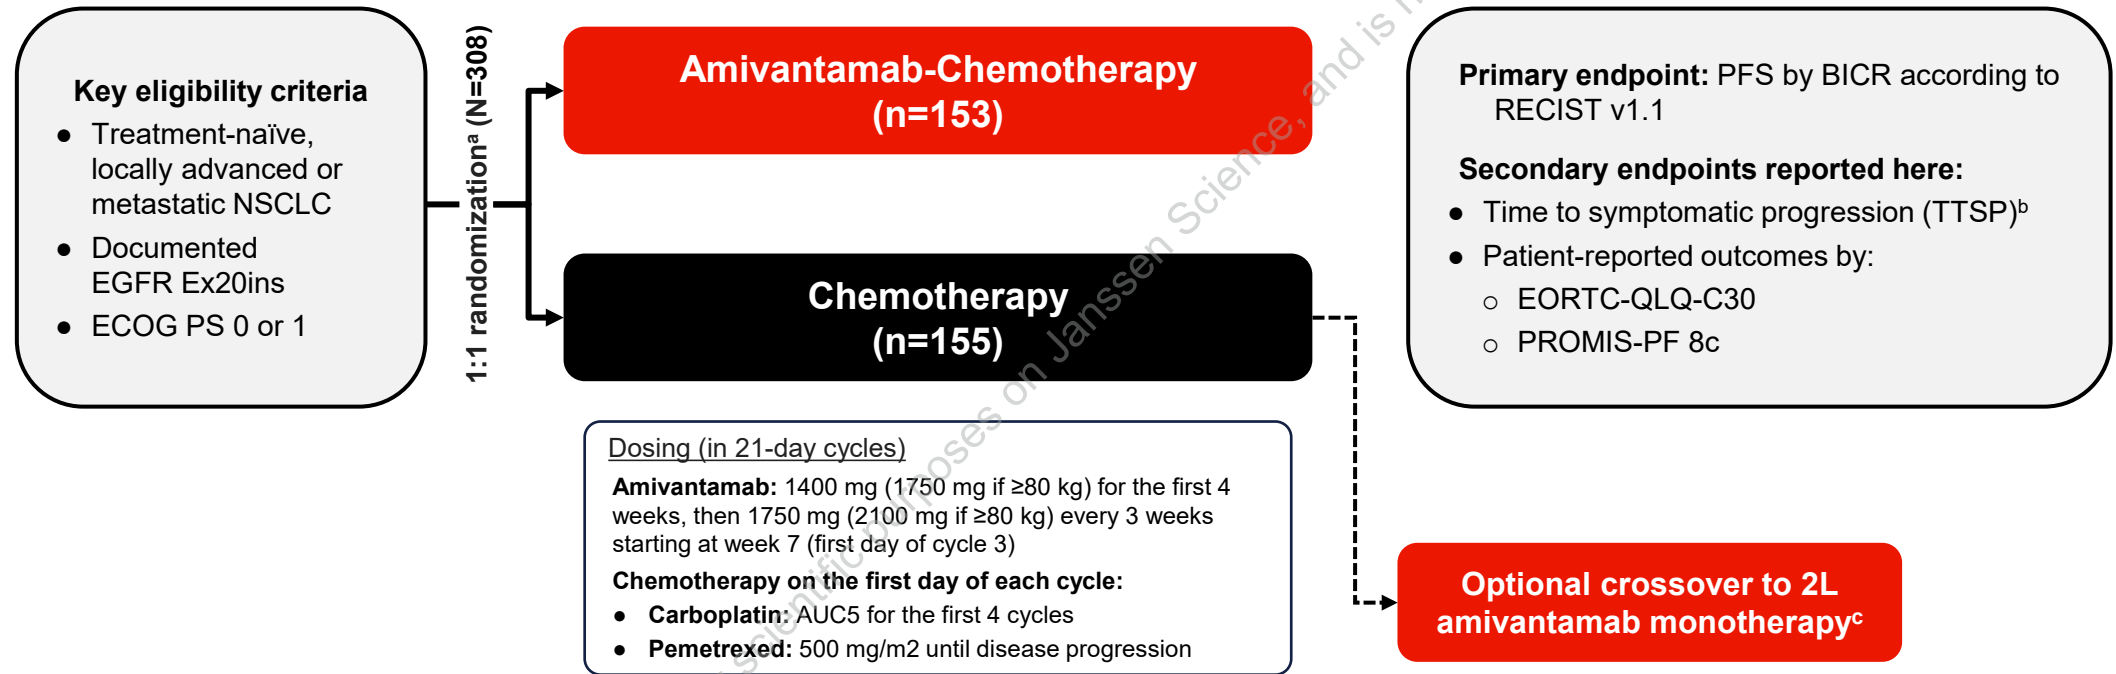 Key eligibility criteria
● Treatment-naïve,
locally advanced or
metastatic NSCLC
● Documented
EGFR Ex20ins
● ECOG PS 0 or 1
1:1 randomizationᵃ (N=308)
Amivantamab-Chemotherapy
(n=153)
Chemotherapy
(n=155)
Dosing (in 21-day cycles)
Amivantamab: 1400 mg (1750 mg if ≥80 kg) for the first 4
weeks, then 1750 mg (2100 mg if ≥80 kg) every 3 weeks
starting at week 7 (first day of cycle 3)
Chemotherapy on the first day of each cycle:
● Carboplatin: AUC5 for the first 4 cycles
● Pemetrexed: 500 mg/m2 until disease progression
Primary endpoint: PFS by BICR according to
RECIST v1.1
Secondary endpoints reported here:
● Time to symptomatic progression (TTSP)ᵇ
● Patient-reported outcomes by:
○ EORTC-QLQ-C30
○ PROMIS-PF 8c
Optional crossover to 2L
amivantamab monotherapyᶜ
scientific purposes on Janssen Science, and is